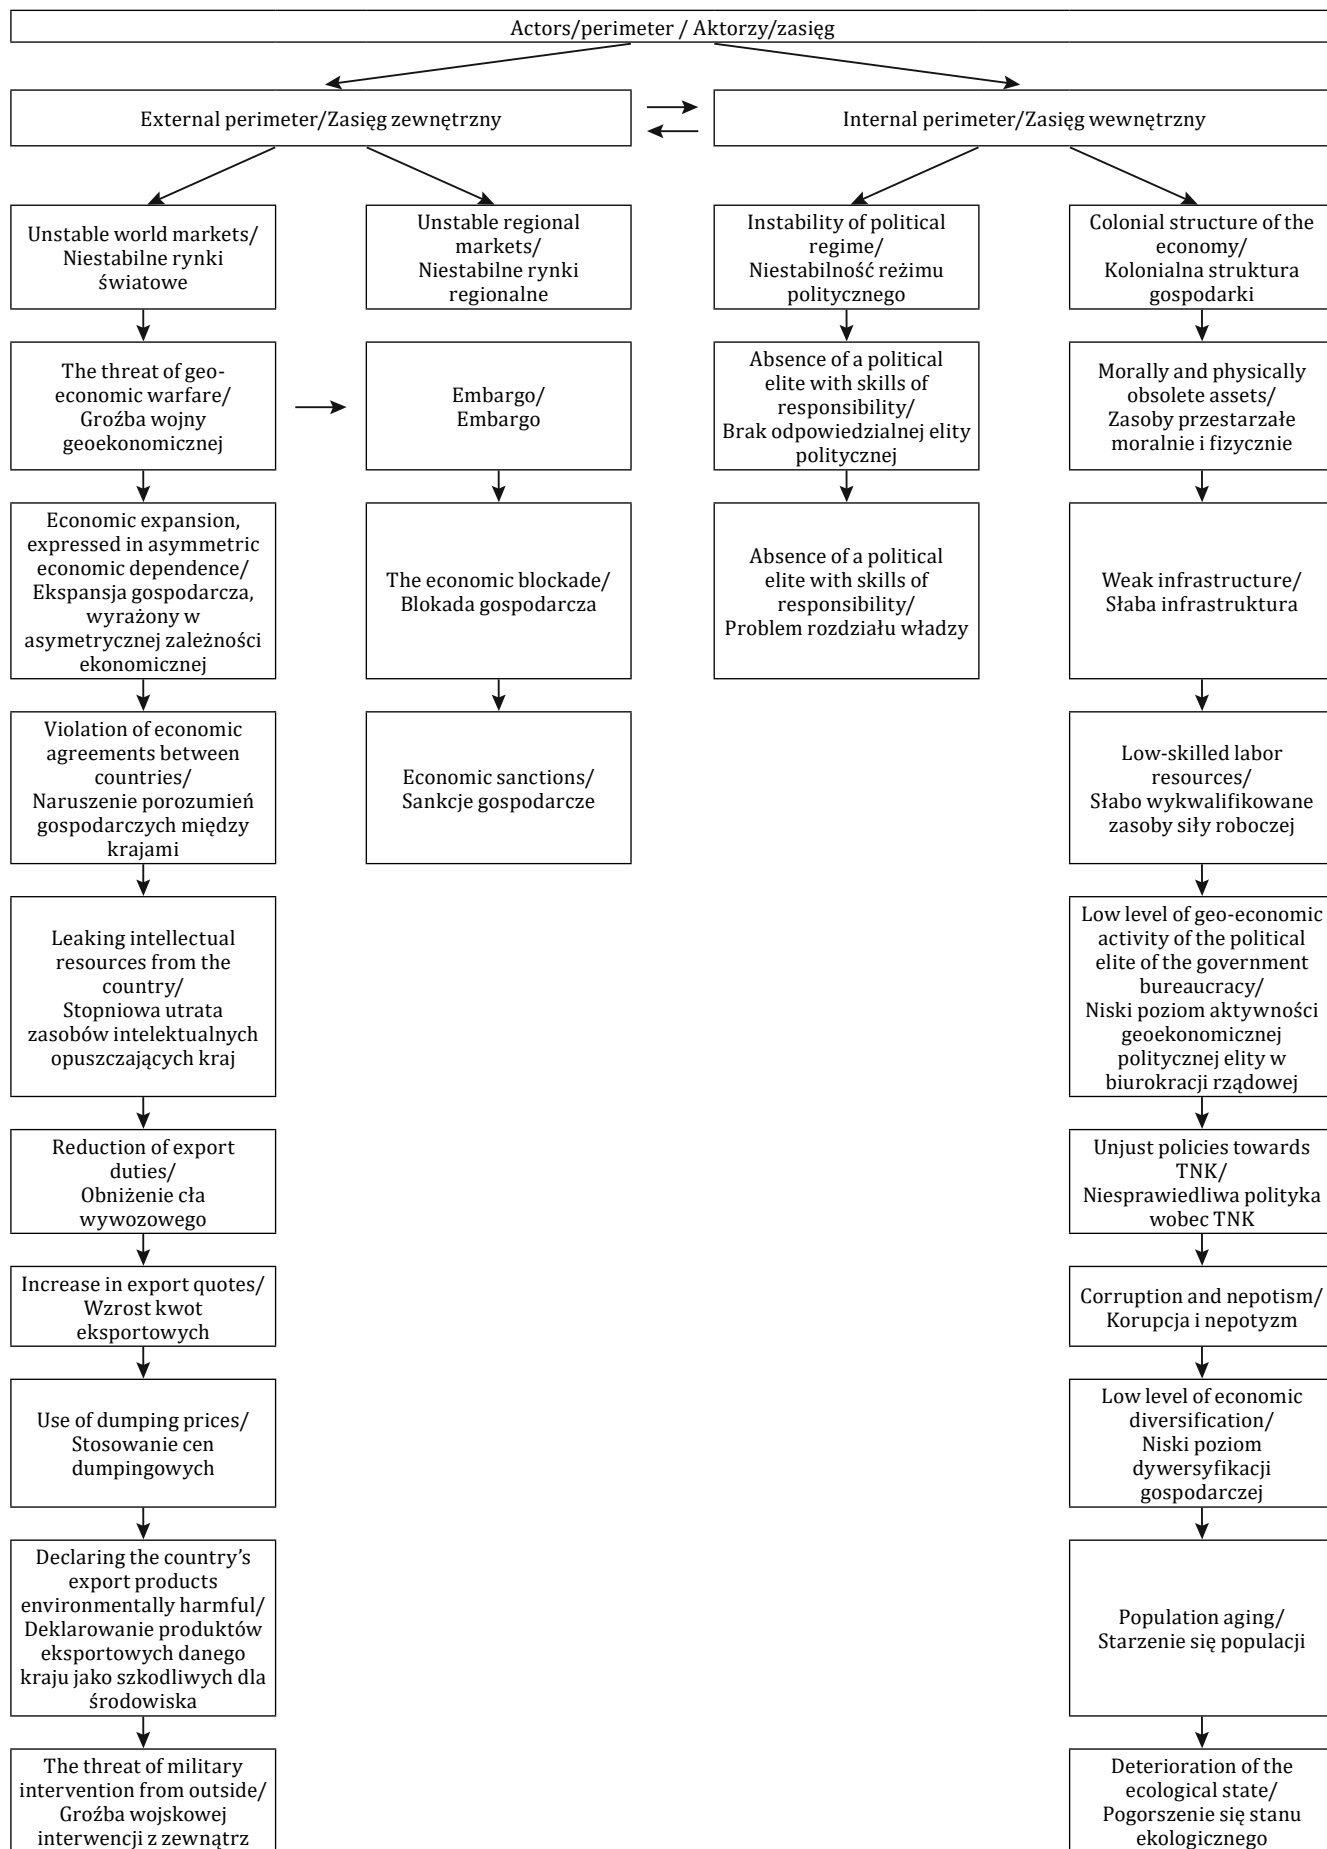 Actors/perimeter / Aktorzy/zasięg
External perimeter/Zasięg zewnętrzny
Internal perimeter/Zasięg wewnętrzny
Unstable world markets/
Niestabilne rynki
światowe
Unstable regional
markets/
Niestabilne rynki
regionalne
Instability of political
regime/
Niestabilność reżimu
politycznego
Colonial structure of the
economy/
Kolonialna struktura
gospodarki
The threat of geo-
economic warfare/
Groźba wojny
geoekonomicznej
Embargo/
Embargo
Absence of a political
elite with skills of
responsibility/
Brak odpowiedzialnej elity
politycznej
Morally and physically
obsolete assets/
Zasoby przestarzałe
moralnie i fizycznie
Economic expansion,
expressed in asymmetric
economic dependence/
Ekspansja gospodarcza,
wyrażony w
asymetrycznej zależności
ekonomicznej
The economic blockade/
Blokada gospodarcza
Absence of a political
elite with skills of
responsibility/
Problem rozdziału władzy
Weak infrastructure/
Słaba infrastruktura
Violation of economic
agreements between
countries/
Naruszenie porozumień
gospodarczych między
krajami
Economic sanctions/
Sankcje gospodarcze
Low-skilled labor
resources/
Słabo wykwalifikowane
zasoby siły roboczej
Leaking intellectual
resources from the
country/
Stopniowa utrata
zasobów intelektualnych
opuszczających kraj
Low level of geo-economic
activity of the political
elite of the government
bureaucracy/
Niski poziom aktywności
geoekonomicznej
politycznej elity w
biurokracji rządowej
Reduction of export
duties/
Obniżenie cła
wywozowego
Unjust policies towards
TNK/
Niesprawiedliwa polityka
wobec TNK
Increase in export quotes/
Wzrost kwot
eksportowych
Corruption and nepotism/
Korupcja i nepotyzm
Use of dumping prices/
Stosowanie cen
dumpingowych
Low level of economic
diversification/
Niski poziom
dywersyfikacji
gospodarczej
Declaring the country’s
export products
environmentally harmful/
Deklarowanie produktów
eksportowych danego
kraju jako szkodliwych dla
środowiska
Population aging/
Starzenie się populacji
The threat of military
intervention from outside/
Groźba wojskowej
interwencji z zewnątrz
Deterioration of the
ecological state/
Pogorszenie się stanu
ekologicznego